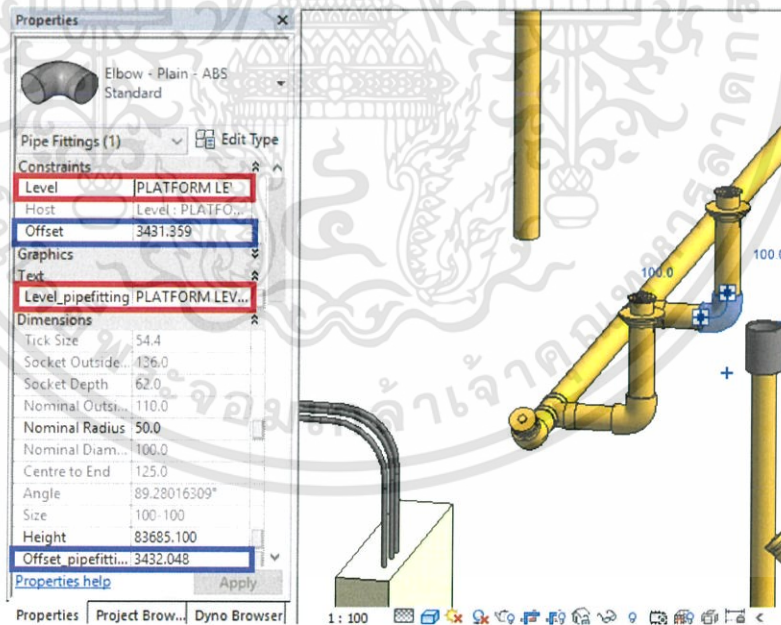 Properties
Elbow - Plain - ABS
Standard
Pipe Fittings (1)
Edit Type
Constraints
Level PLATFORM LE
Host Level : PLATFO...
Offset 3431.359
Graphics
Text
Level_pipefitting PLATFORM LEV...
Dimensions
Tick Size 54.4
Socket Outside... 136.0
Socket Depth 62.0
Nominal Outsi... 110.0
Nominal Radius 50.0
Nominal Diam... 100.0
Centre to End 125.0
Angle 89.28016309°
Size 100-100
Height 83685.100
Offset_pipefitti... 3432.048
Properties help
Apply
Properties
Project Brow...
Dyno Browser
100.0
100.0
1 : 100